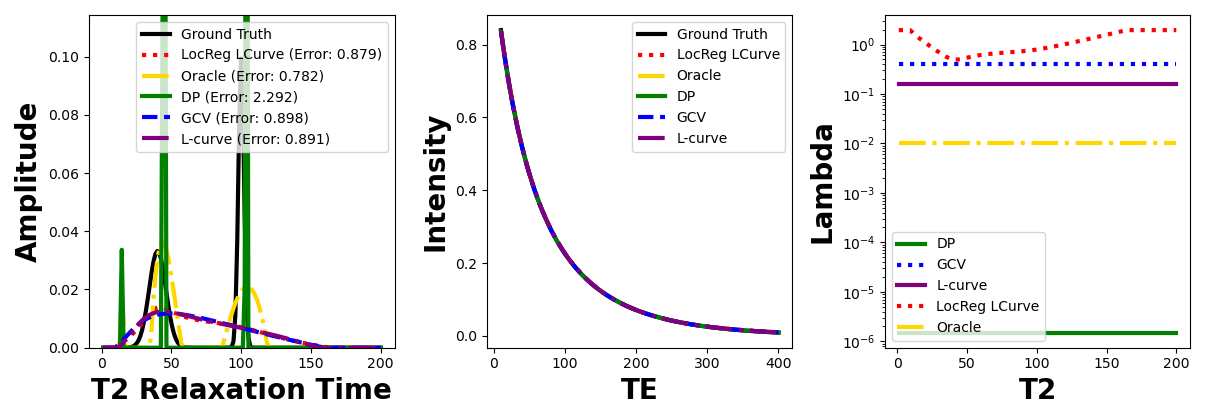 Amplitude
0.10
0.08
0.06
0.04
0.02
0.00
Ground Truth
LocReg LCurve (Error: 0.879)
Oracle (Error: 0.782)
DP (Error: 2.292)
GCV (Error: 0.898)
L-curve (Error: 0.891)
0 50 100 150 200
T2 Relaxation Time
Intensity
0.8
0.6
0.4
0.2
0.0
Ground Truth
LocReg LCurve
Oracle
DP
GCV
L-curve
0 100 200 300 400
TE
Lambda
10^0
10^-1
10^-2
10^-3
10^-4
10^-5
10^-6
DP
GCV
L-curve
LocReg LCurve
Oracle
0 50 100 150 200
T2